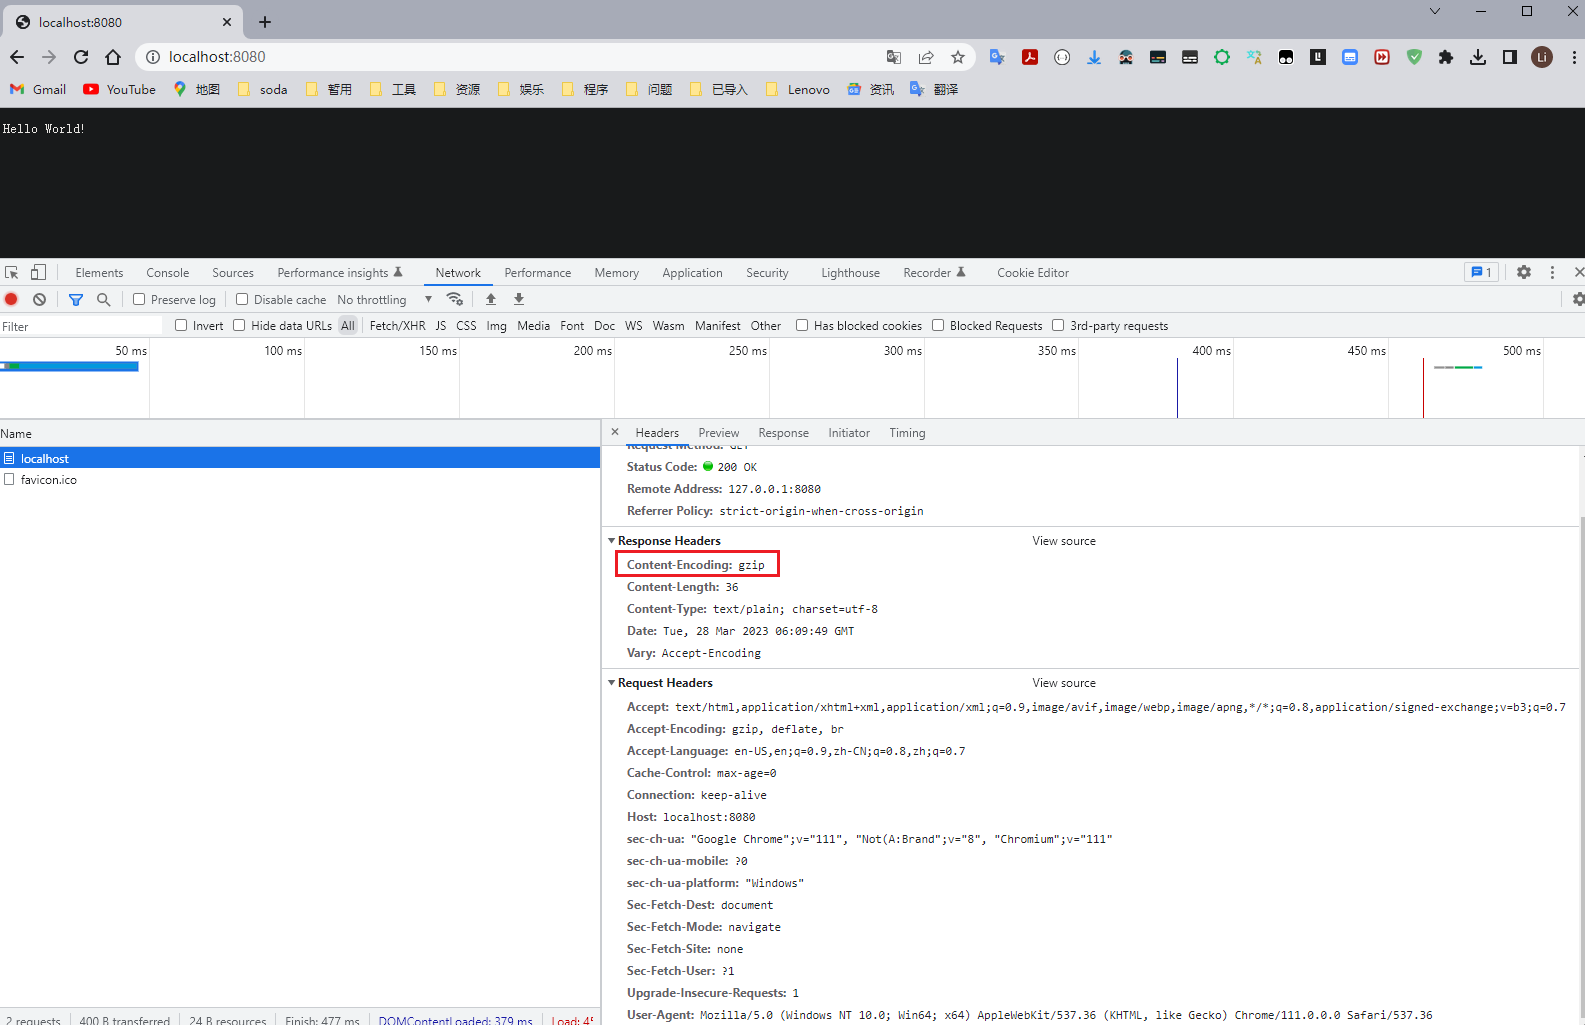 localhost:8080
localhost:8080
Li
Gmail YouTube 地图 soda 暂用 工具 资源 娱乐 程序 问题 已导入 Lenovo 资讯 翻译
Hello World!
Elements Console Sources Performance insights Network Performance Memory Application Security Lighthouse Recorder Cookie Editor 1
Preserve log Disable cache No throttling
Filter Invert Hide data URLs All Fetch/XHR JS CSS Img Media Font Doc WS Wasm Manifest Other Has blocked cookies Blocked Requests 3rd-party requests
50 ms 100 ms 150 ms 200 ms 250 ms 300 ms 350 ms 400 ms 450 ms 500 ms
Name
localhost
favicon.ico
Headers Preview Response Initiator Timing
Request Method: GET
Status Code: 200 OK
Remote Address: 127.0.0.1:8080
Referrer Policy: strict-origin-when-cross-origin
Response Headers View source
Content-Encoding: gzip
Content-Length: 36
Content-Type: text/plain; charset=utf-8
Date: Tue, 28 Mar 2023 06:09:49 GMT
Vary: Accept-Encoding
Request Headers View source
Accept: text/html,application/xhtml+xml,application/xml;q=0.9,image/avif,image/webp,image/apng,*/*;q=0.8,application/signed-exchange;v=b3;q=0.7
Accept-Encoding: gzip, deflate, br
Accept-Language: en-US,en;q=0.9,zh-CN;q=0.8,zh;q=0.7
Cache-Control: max-age=0
Connection: keep-alive
Host: localhost:8080
sec-ch-ua: "Google Chrome";v="111", "Not(A:Brand";v="8", "Chromium";v="111"
sec-ch-ua-mobile: ?0
sec-ch-ua-platform: "Windows"
Sec-Fetch-Dest: document
Sec-Fetch-Mode: navigate
Sec-Fetch-Site: none
Sec-Fetch-User: ?1
Upgrade-Insecure-Requests: 1
User-Agent: Mozilla/5.0 (Windows NT 10.0; Win64; x64) AppleWebKit/537.36 (KHTML, like Gecko) Chrome/111.0.0.0 Safari/537.36
2 requests 400 B transferred 24 B resources Finish: 477 ms DOMContentLoaded: 379 ms Load: